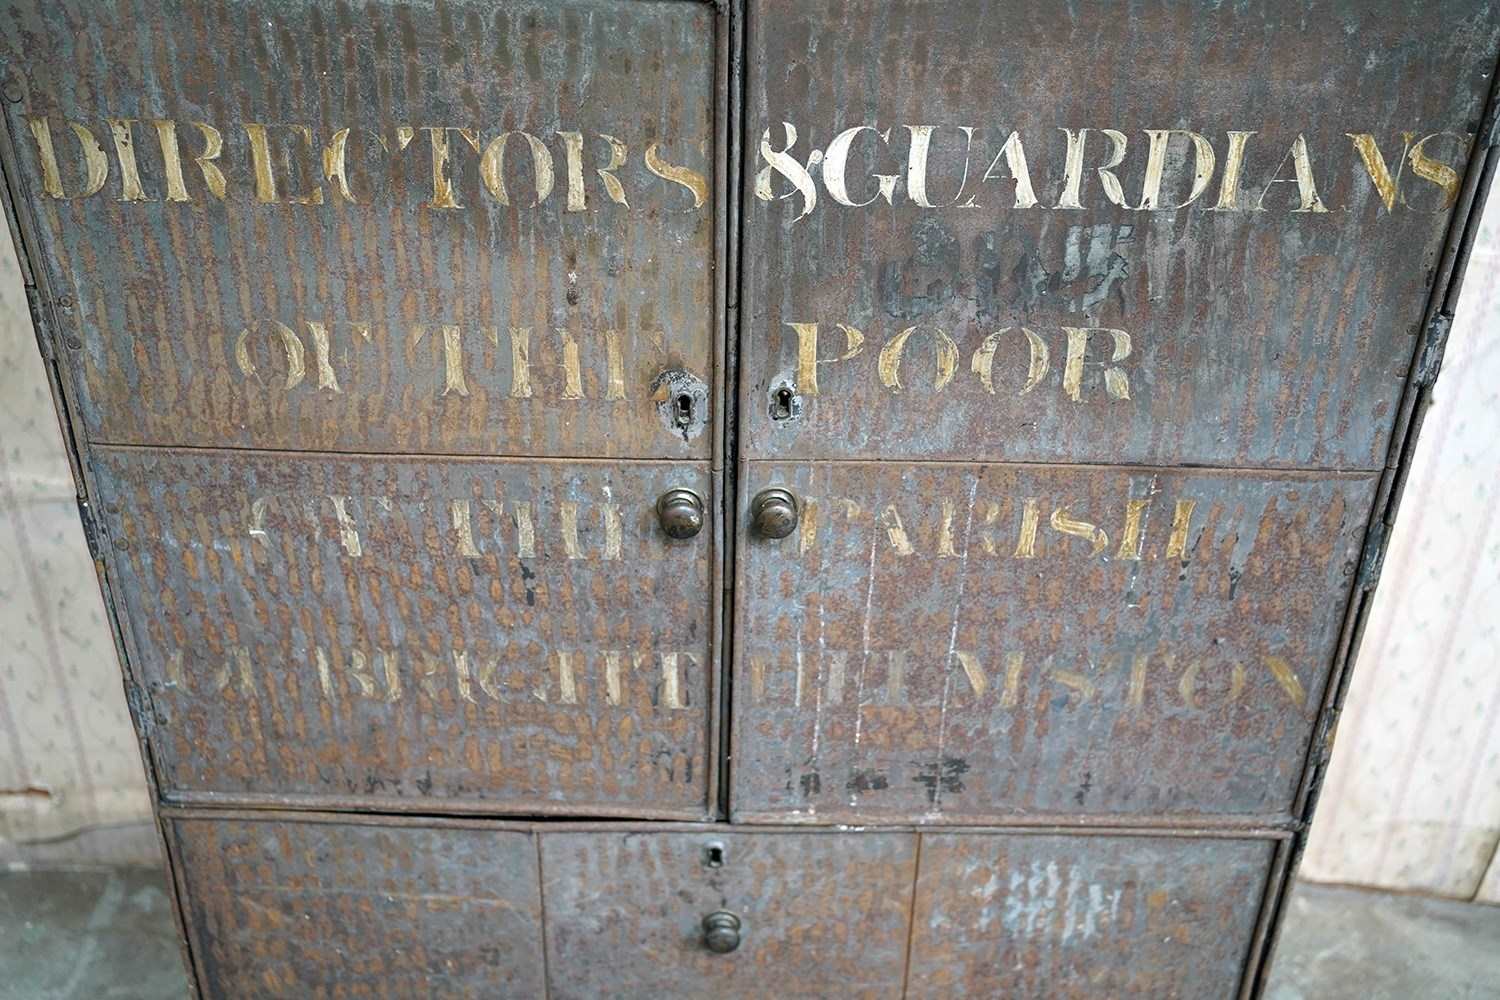 DIRECTORS & GUARDIANS
OF THE POOR
OF THE PARISH
OF BRIGHTHELMSTON